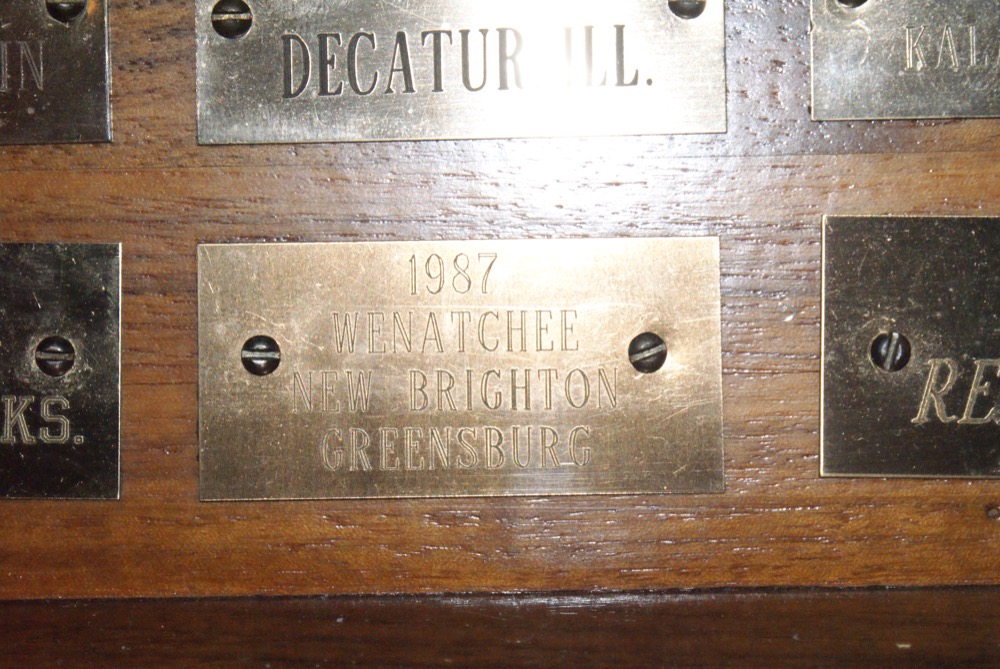 DECATUR ILL.
1987
WENATCHEE
NEW BRIGHTON
GREENSBURG